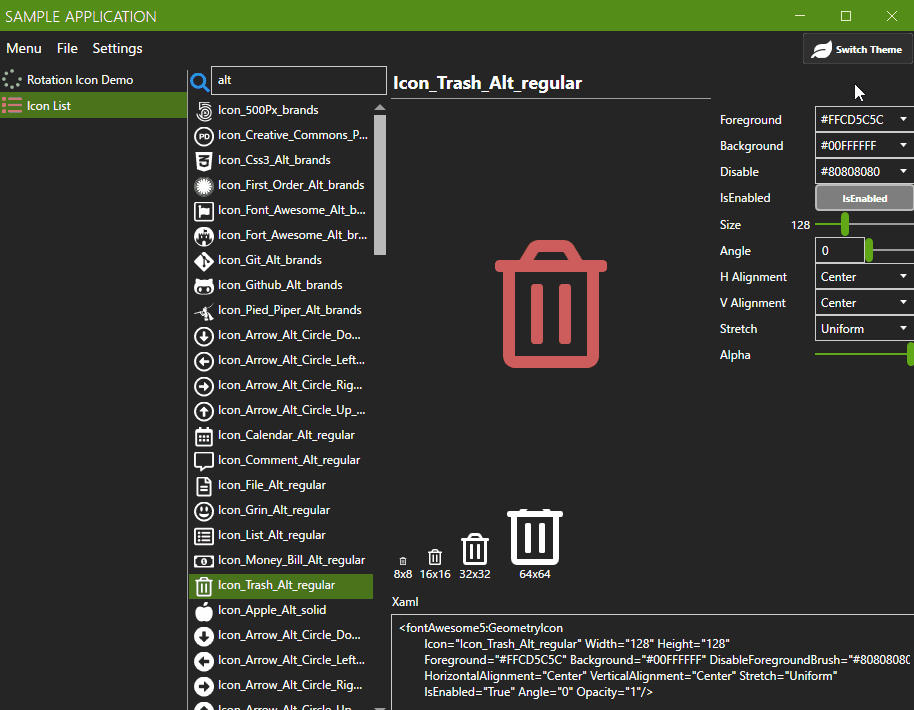 SAMPLE APPLICATION
Menu File Settings
Switch Theme
Rotation Icon Demo
Icon List
alt
Icon_500Px_brands
Icon_Creative_Commons_P...
Icon_Css3_Alt_brands
Icon_First_Order_Alt_brands
Icon_Font_Awesome_Alt_b...
Icon_Fort_Awesome_Alt_br...
Icon_Git_Alt_brands
Icon_Github_Alt_brands
Icon_Pied_Piper_Alt_brands
Icon_Arrow_Alt_Circle_Do...
Icon_Arrow_Alt_Circle_Left...
Icon_Arrow_Alt_Circle_Rig...
Icon_Arrow_Alt_Circle_Up_...
Icon_Calendar_Alt_regular
Icon_Comment_Alt_regular
Icon_File_Alt_regular
Icon_Grin_Alt_regular
Icon_List_Alt_regular
Icon_Money_Bill_Alt_regular
Icon_Trash_Alt_regular
Icon_Apple_Alt_solid
Icon_Arrow_Alt_Circle_Do...
Icon_Arrow_Alt_Circle_Left...
Icon_Arrow_Alt_Circle_Rig...
Icon_Arrow_Alt_Circle_Up
Icon_Trash_Alt_regular
Foreground #FFCD5C5C
Background #00FFFFFF
Disable #80808080
IsEnabled IsEnabled
Size 128
Angle 0
H Alignment Center
V Alignment Center
Stretch Uniform
Alpha
8x8 16x16 32x32 64x64
Xaml
<fontAwesome5:GeometryIcon
Icon="Icon_Trash_Alt_regular" Width="128" Height="128"
Foreground="#FFCD5C5C" Background="#00FFFFFF" DisableForegroundBrush="#8080808
HorizontalAlignment="Center" VerticalAlignment="Center" Stretch="Uniform"
IsEnabled="True" Angle="0" Opacity="1"/>